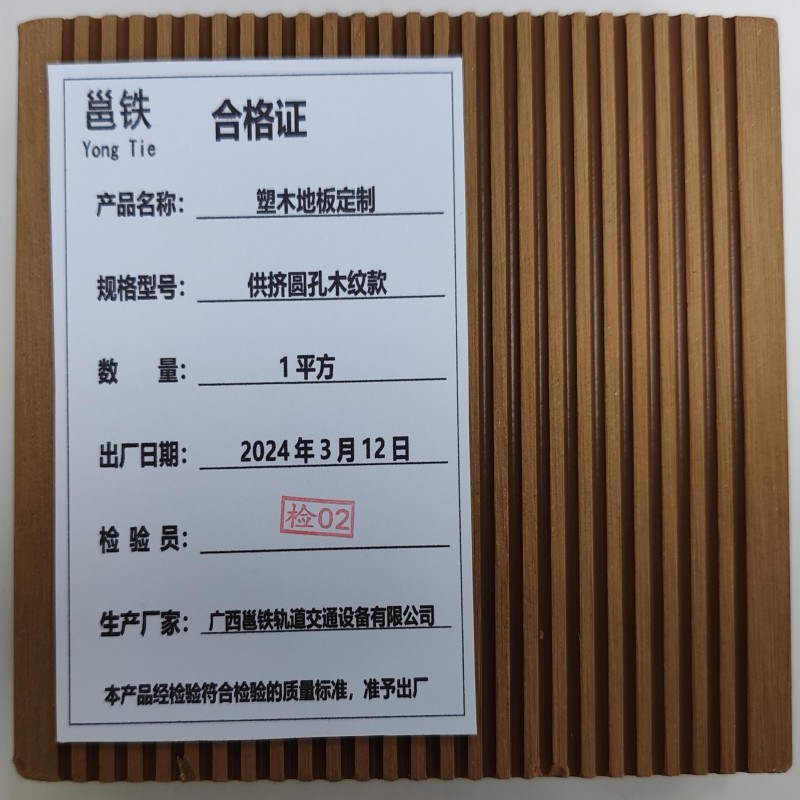 邕铁
Yong Tie
合格证
产品名称：塑木地板定制
规格型号：供挤圆孔木纹款
数 量：1平方
出厂日期：2024年3月12日
检验员：检02
生产厂家：广西邕铁轨道交通设备有限公司
本产品经检验符合检验的质量标准，准予出厂